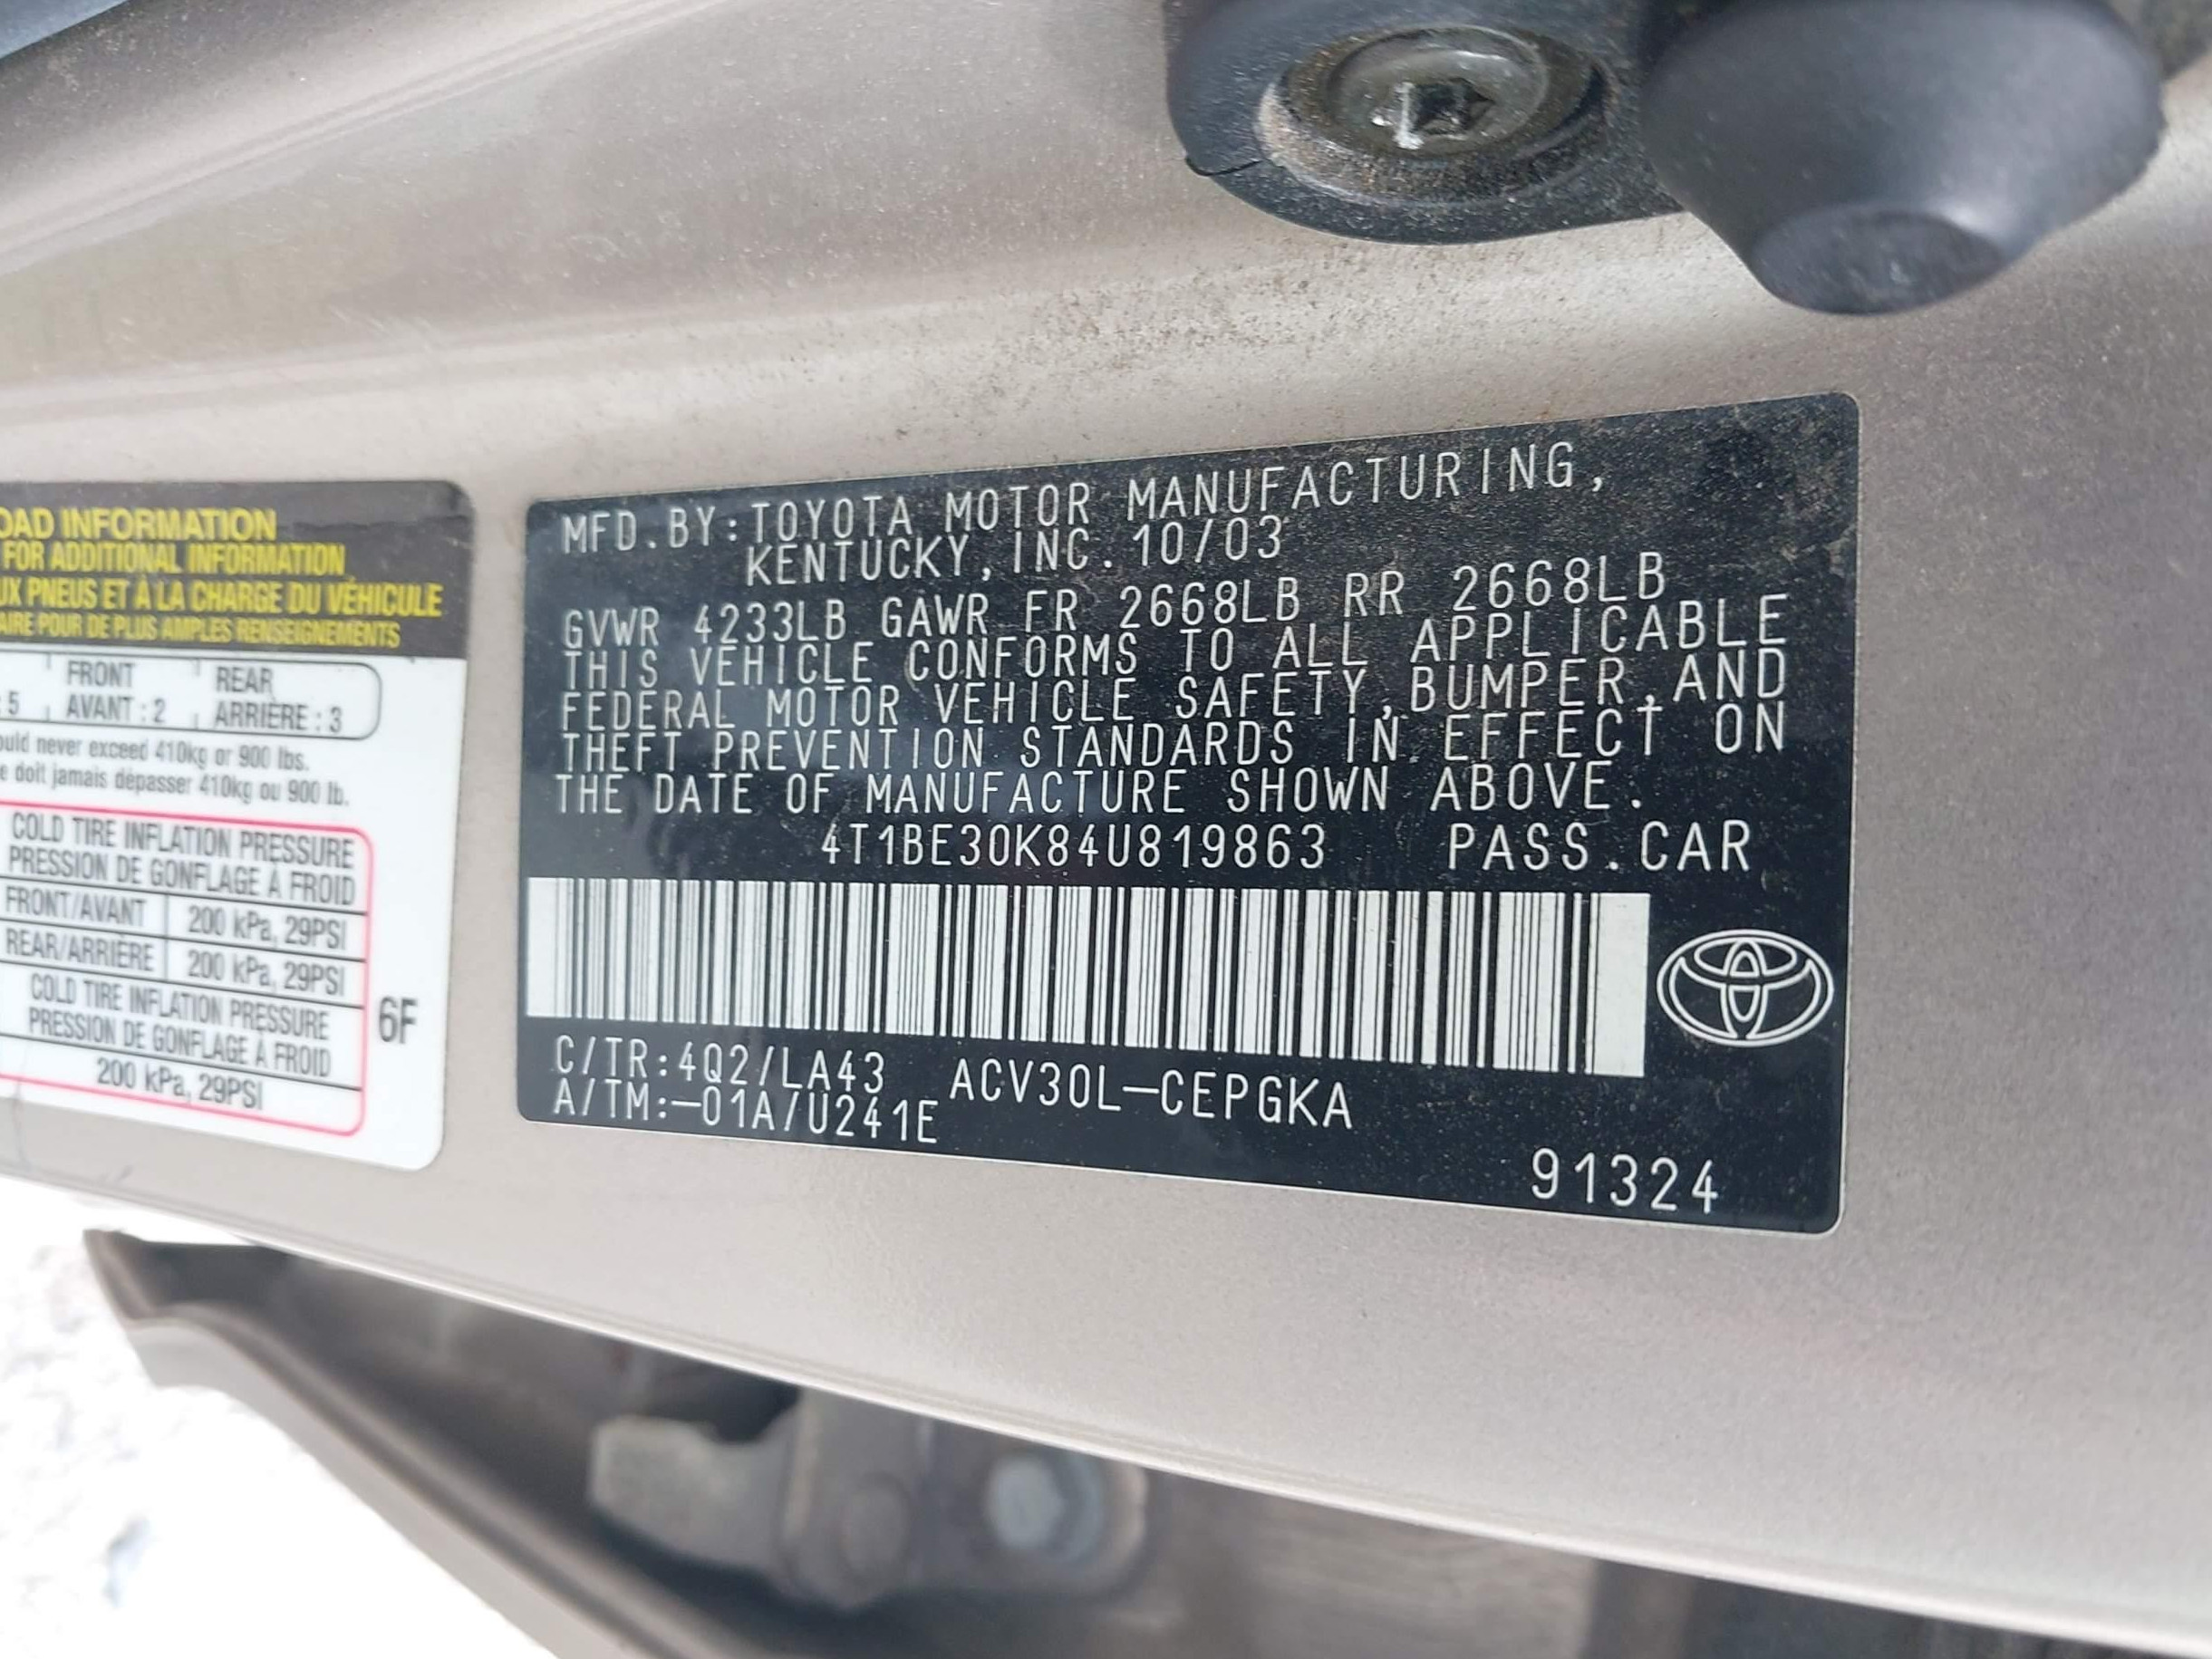 OAD INFORMATION
FOR ADDITIONAL INFORMATION
UX PNEUS ET À LA CHARGE DU VÉHICULE
AIRE POUR DE PLUS AMPLES RENSEIGNEMENTS
FRONT REAR
: 5 AVANT : 2 ARRIÈRE : 3
ould never exceed 410kg or 900 lbs.
e doit jamais dépasser 410kg ou 900 lb.
COLD TIRE INFLATION PRESSURE
PRESSION DE GONFLAGE À FROID
FRONT/AVANT 200 kPa, 29PSI
REAR/ARRIÈRE 200 kPa, 29PSI
COLD TIRE INFLATION PRESSURE
PRESSION DE GONFLAGE À FROID
200 kPa, 29PSI
6F
MFD.BY:TOYOTA MOTOR MANUFACTURING,
KENTUCKY, INC. 10/03
GVWR 4233LB GAWR FR 2668LB RR 2668LB
THIS VEHICLE CONFORMS TO ALL APPLICABLE
FEDERAL MOTOR VEHICLE SAFETY,BUMPER,AND
THEFT PREVENTION STANDARDS IN EFFECT ON
THE DATE OF MANUFACTURE SHOWN ABOVE.
4T1BE30K84U819863 PASS.CAR
C/TR:4Q2/LA43 ACV30L-CEPGKA
A/TM:-01A/U241E
91324